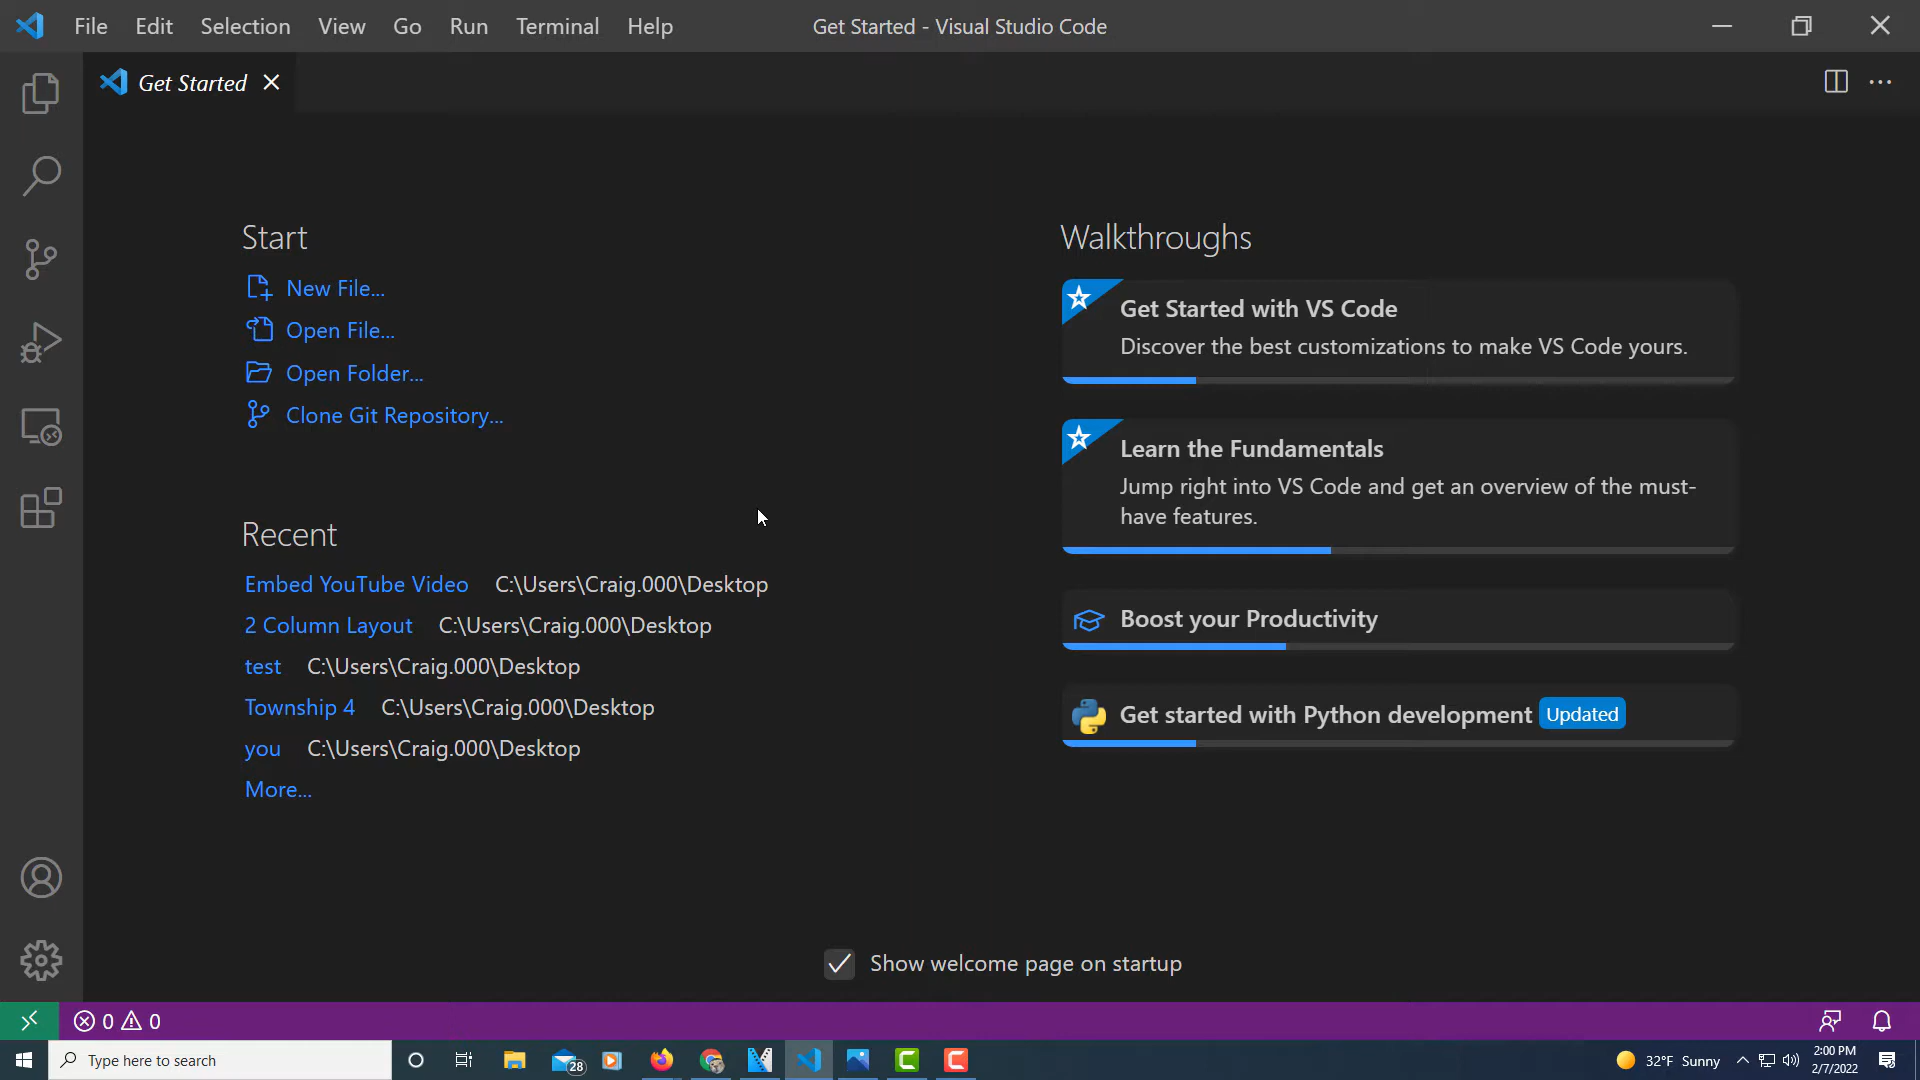 File Edit Selection View Go Run Terminal Help
Get Started - Visual Studio Code
Get Started
Start
New File...
Open File...
Open Folder...
Clone Git Repository...
Recent
Embed YouTube Video C:\Users\Craig.000\Desktop
2 Column Layout C:\Users\Craig.000\Desktop
test C:\Users\Craig.000\Desktop
Township 4 C:\Users\Craig.000\Desktop
you C:\Users\Craig.000\Desktop
More...
Walkthroughs
Get Started with VS Code
Discover the best customizations to make VS Code yours.
Learn the Fundamentals
Jump right into VS Code and get an overview of the must-
have features.
Boost your Productivity
Get started with Python development Updated
Show welcome page on startup
0 0
Type here to search
28
32°F Sunny
2:00 PM
2/7/2022